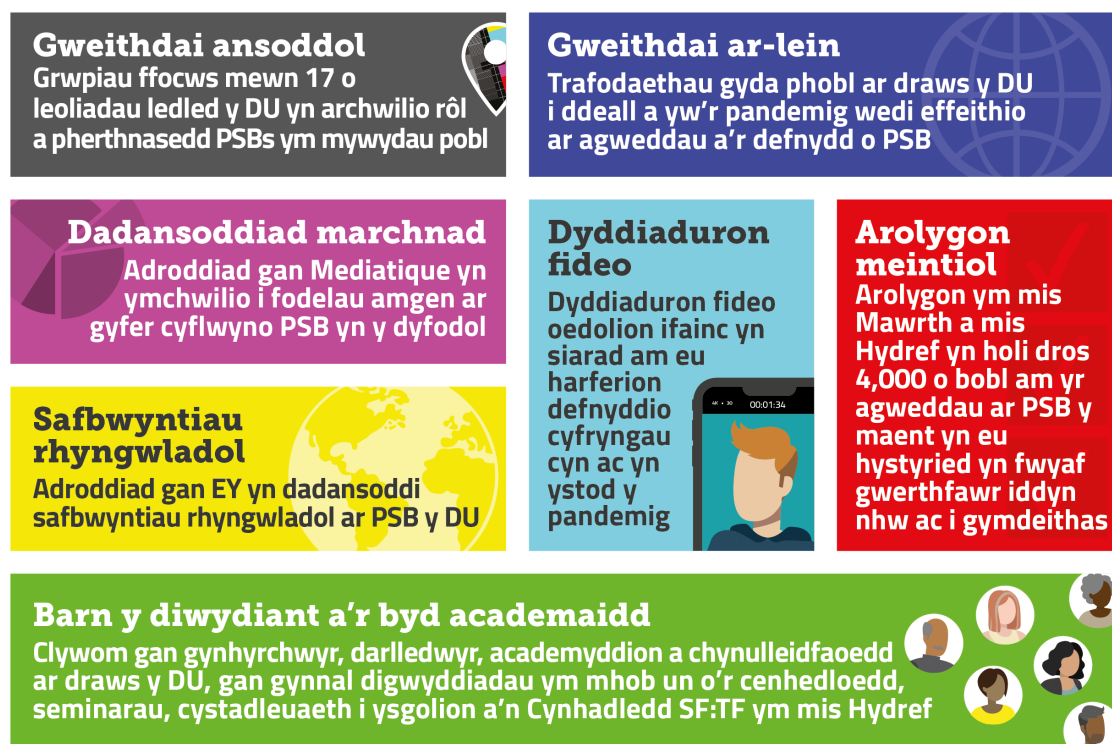 Gweithdai ansoddol
Grwpiau ffocws mewn 17 o
leoliadau ledled y DU yn archwilio rôl
a pherthnasedd PSBs ym mywydau pobl
Gweithdai ar-lein
Trafodaethau gyda phobl ar draws y DU
i ddeall a yw'r pandemig wedi effeithio
ar agweddau a'r defnydd o PSB
Dadansoddiad marchnad
Adroddiad gan Mediatique yn
ymchwilio i fodelau amgen ar
gyfer cyflwyno PSB yn y dyfodol
Safbwyntiau
rhyngwladol
Adroddiad gan EY yn dadansoddi
safbwyntiau rhyngwladol ar PSB y DU
Dyddiaduron
fideo
Dyddiaduron fideo
oedolion ifainc yn
siarad am eu
harferion
defnyddio
cyfryngau
cyn ac yn
ystod y
pandemig
4K • 30 00:01:34
Arolygon
meintiol
Arolygon ym mis
Mawrth a mis
Hydref yn holi dros
4,000 o bobl am yr
agweddau ar PSB y
maent yn eu
hystyried yn fwyaf
gwerthfawr iddyn
nhw ac i gymdeithas
Barn y diwydiant a'r byd academaidd
Clywom gan gynhyrchwyr, darlledwyr, academyddion a chynulleidfaoedd
ar draws y DU, gan gynnal digwyddiadau ym mhob un o'r cenhedloedd,
seminarau, cystadleuaeth i ysgolion a'n Cynhadledd SF:TF ym mis Hydref